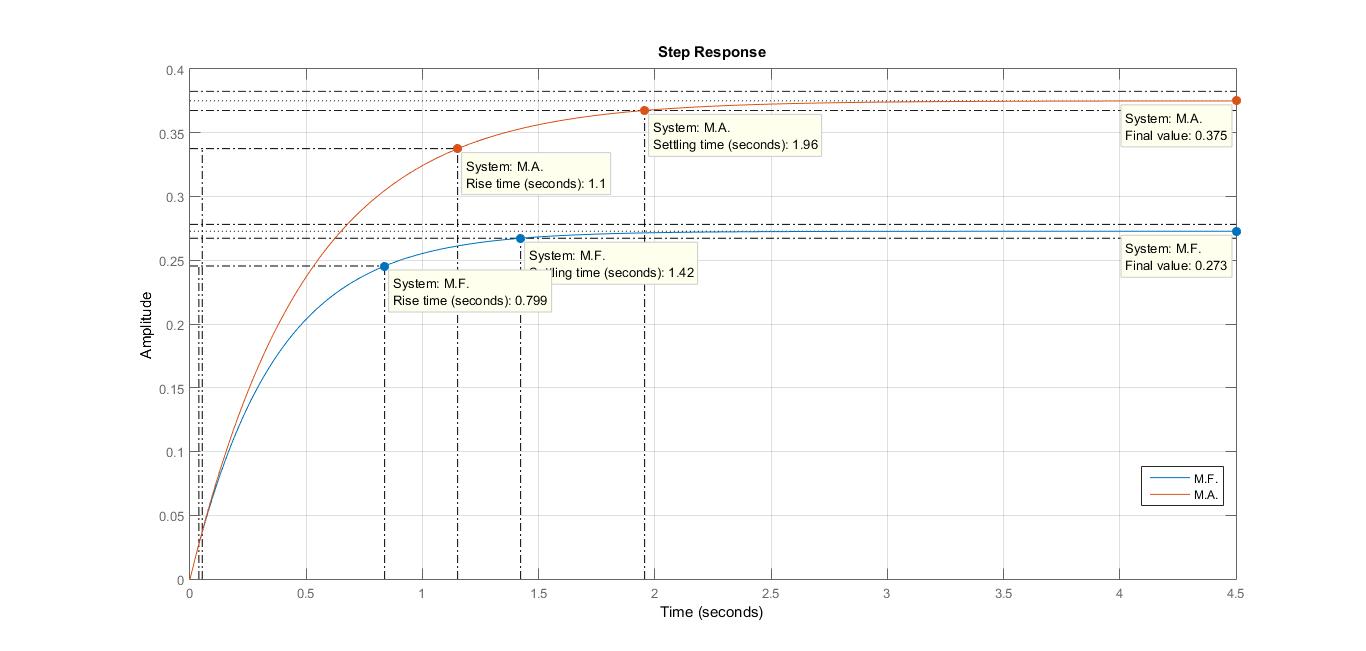 Step Response
0.4
0.35
0.3
0.25
0.2
0.15
0.1
0.05
0
Amplitude
System: M.A.
Settling time (seconds): 1.96
System: M.A.
Final value: 0.375
System: M.A.
Rise time (seconds): 1.1
System: M.F.
time (seconds): 1.42
System: M.F.
Final value: 0.273
System: M.F.
Rise time (seconds): 0.799
M.F.
M.A.
0 0.5 1 1.5 2 2.5 3 3.5 4 4.5
Time (seconds)